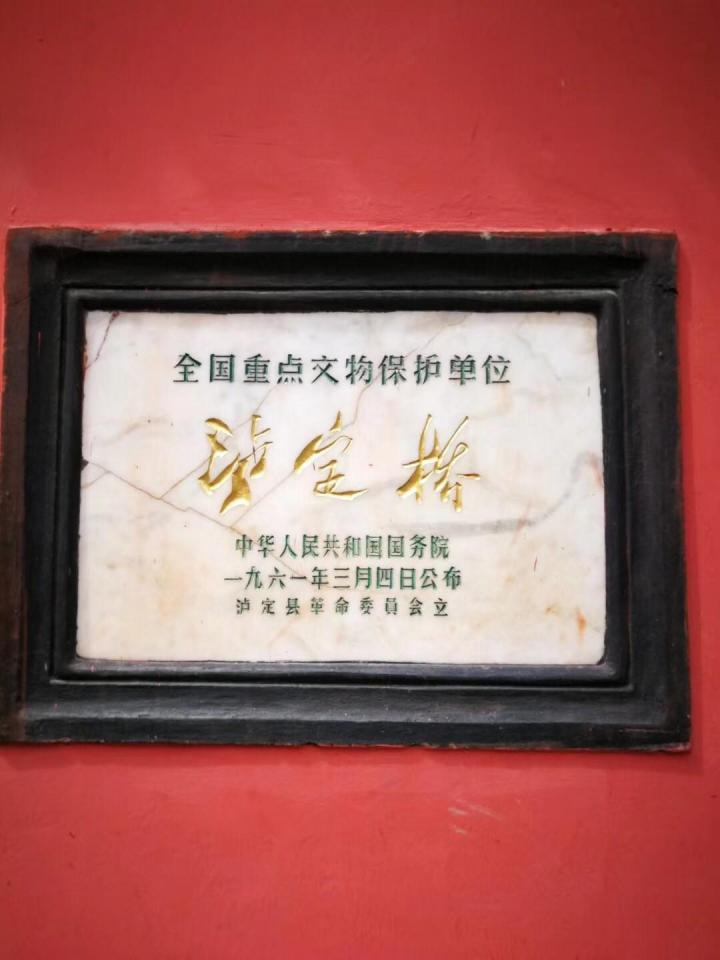 全国重点文物保护单位
泸定桥
中华人民共和国国务院
一九六一年三月四日公布
泸定县革命委員会立